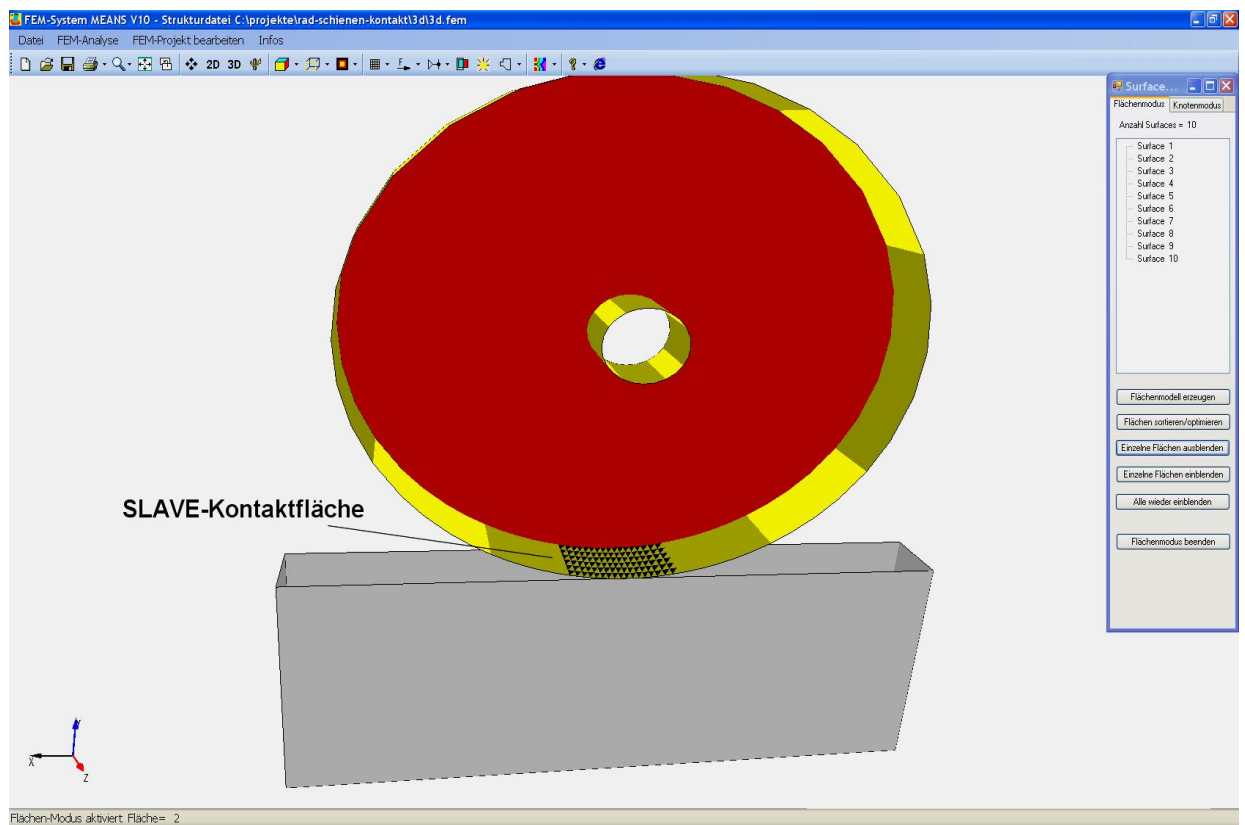 FEM-System MEANS V10 - Strukturdatei C:\projekte\rad-schienen-kontakt\3d\3d.fem
Datei FEM-Analyse FEM-Projekt bearbeiten Infos
2D 3D
Surface...
Flächenmodus Knotenmodus
Anzahl Surfaces = 10
Surface 1
Surface 2
Surface 3
Surface 4
Surface 5
Surface 6
Surface 7
Surface 8
Surface 9
Surface 10
Flächenmodell erzeugen
Flächen sortieren/optimieren
Einzelne Flächen ausblenden
Einzelne Flächen einblenden
Alle wieder einblenden
Flächenmodus beenden
SLAVE-Kontaktfläche
Y
X
Z
Flächen-Modus aktiviert Fläche= 2